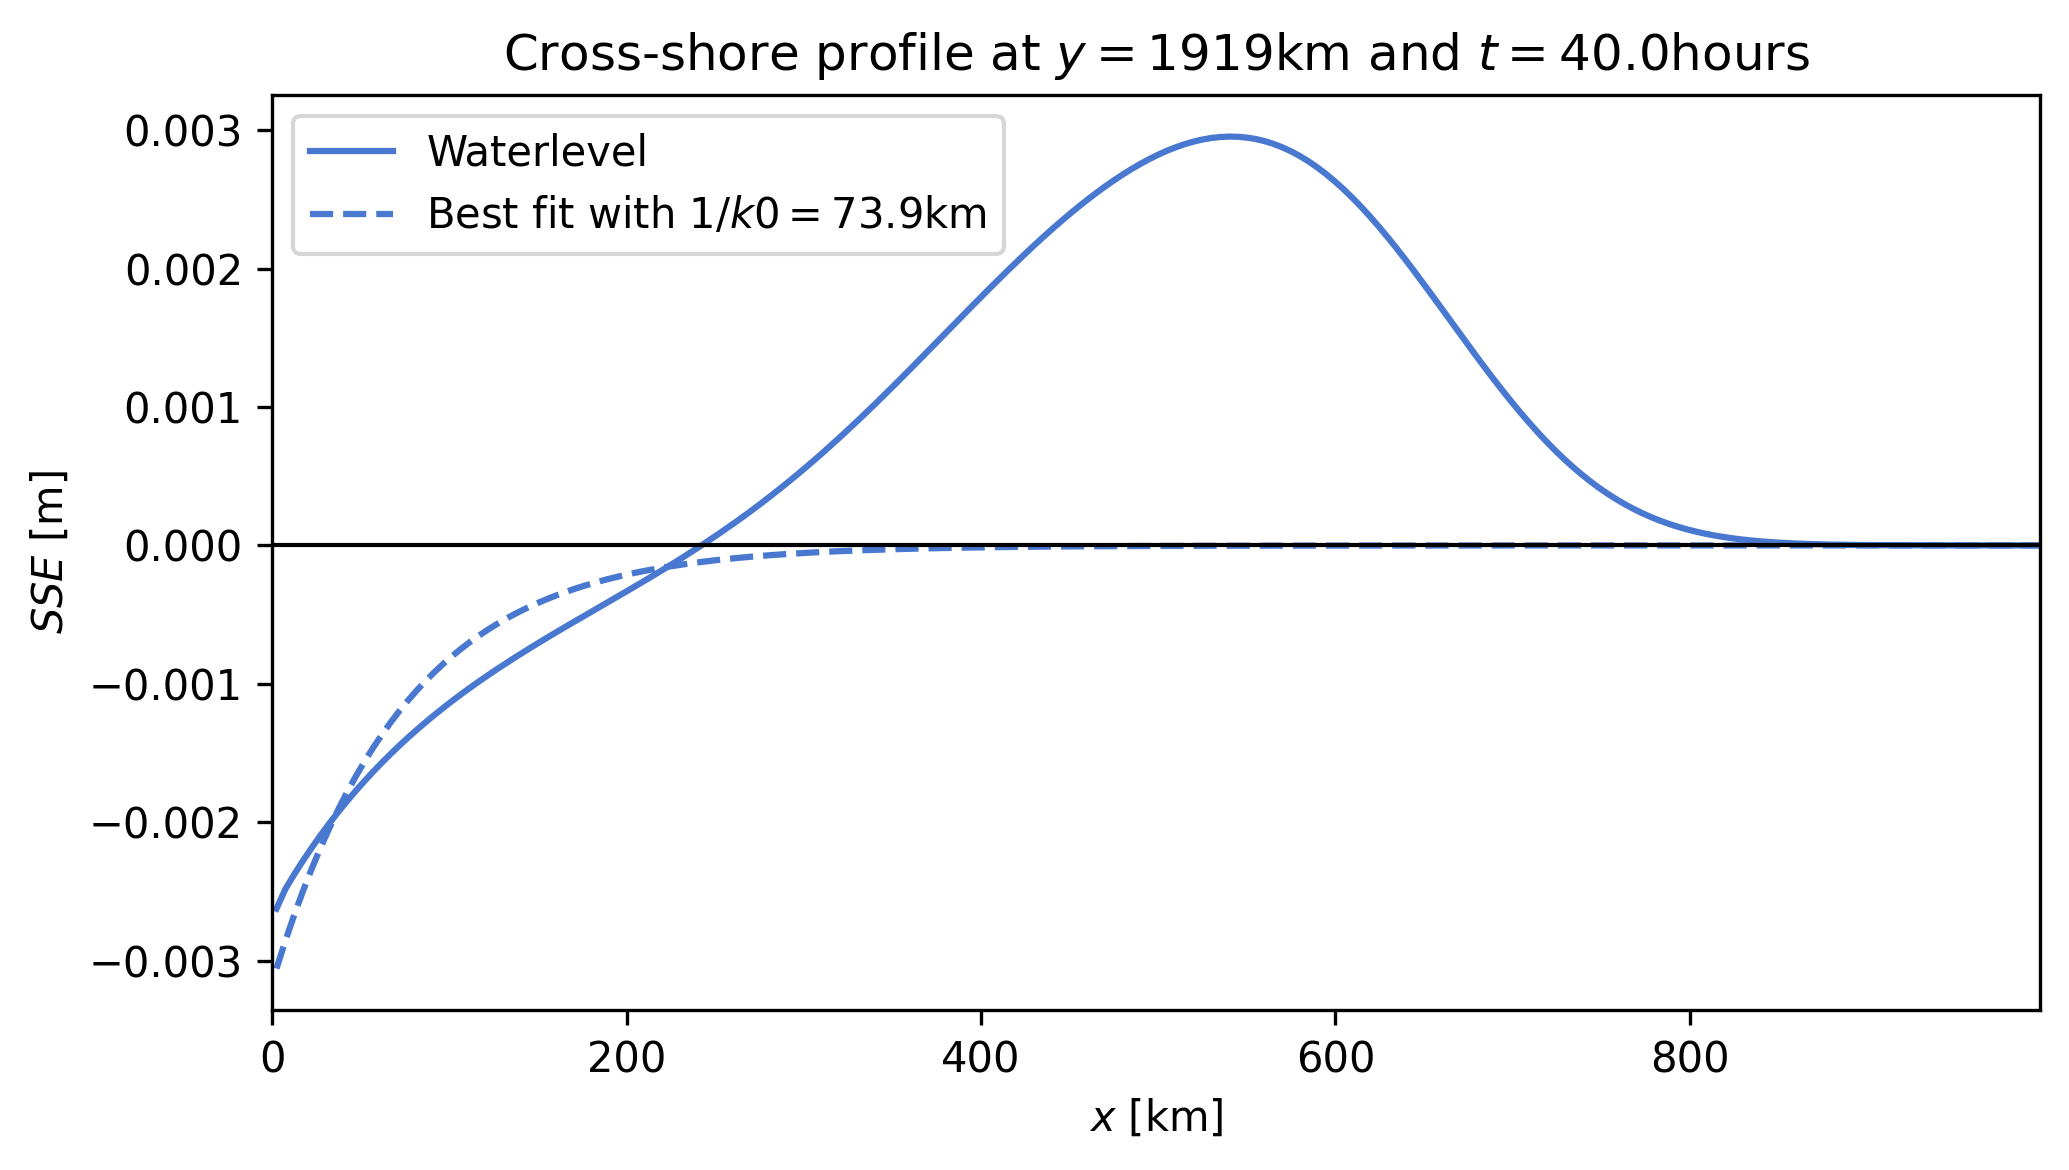 Cross-shore profile at y = 1919km and t = 40.0hours
Waterlevel
Best fit with 1/k0 = 73.9km
0.003
0.002
0.001
0.000
−0.001
−0.002
−0.003
SSE [m]
0 200 400 600 800
x [km]